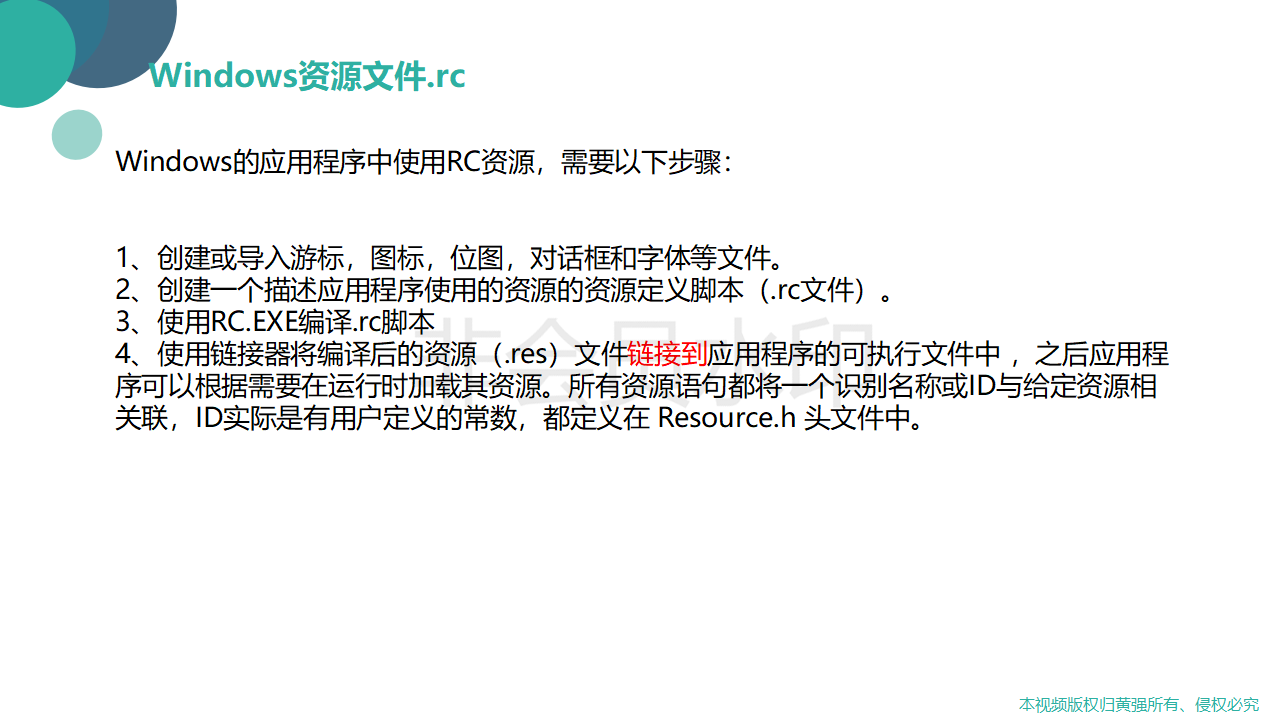 Windows资源文件.rc
Windows的应用程序中使用RC资源，需要以下步骤：
1、创建或导入游标，图标，位图，对话框和字体等文件。
2、创建一个描述应用程序使用的资源的资源定义脚本（.rc文件）。
3、使用RC.EXE编译.rc脚本
4、使用链接器将编译后的资源（.res）文件链接到应用程序的可执行文件中 ，之后应用程
序可以根据需要在运行时加载其资源。所有资源语句都将一个识别名称或ID与给定资源相
关联，ID实际是有用户定义的常数，都定义在 Resource.h 头文件中。
非会员水印
本视频版权归黄强所有、侵权必究